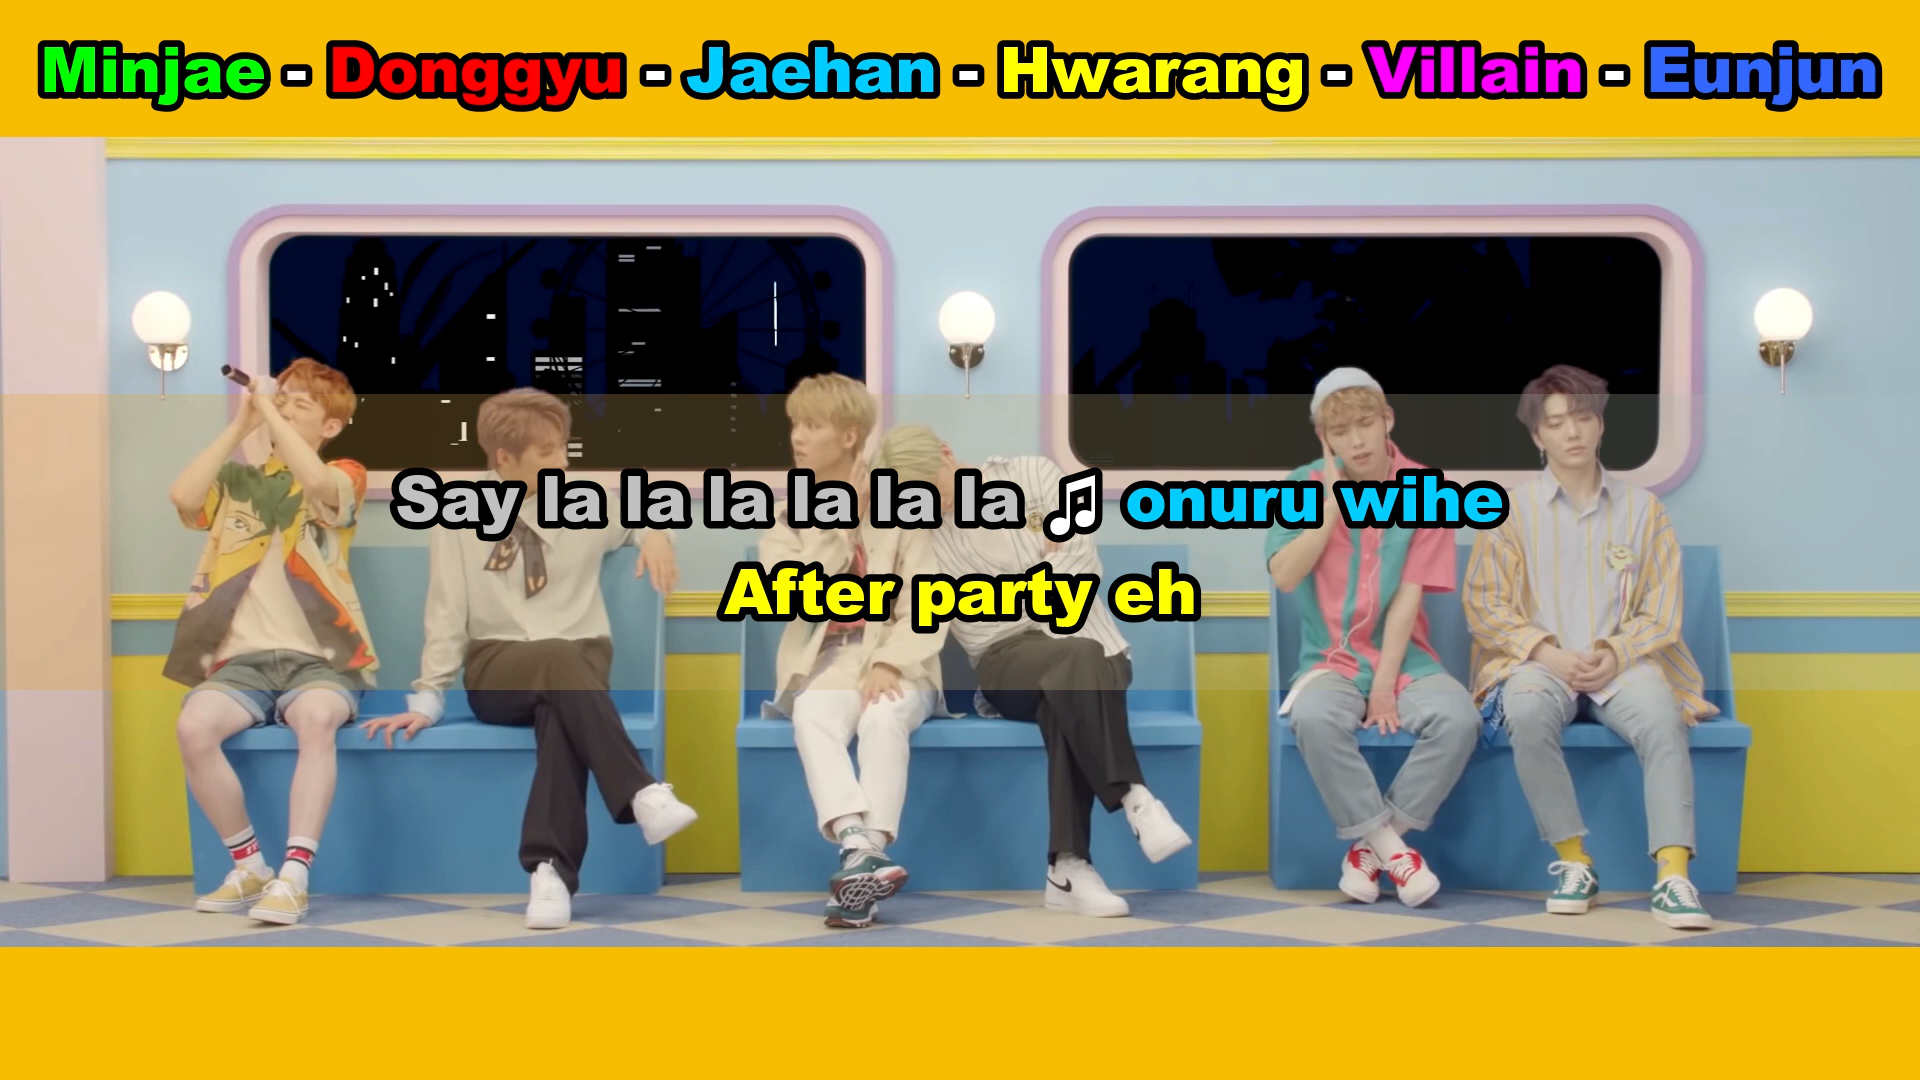 Minjae - Donggyu - Jaehan - Hwarang - Villain - Eunjun
Say la la la la la la 🎵 onuru wihe
After party eh